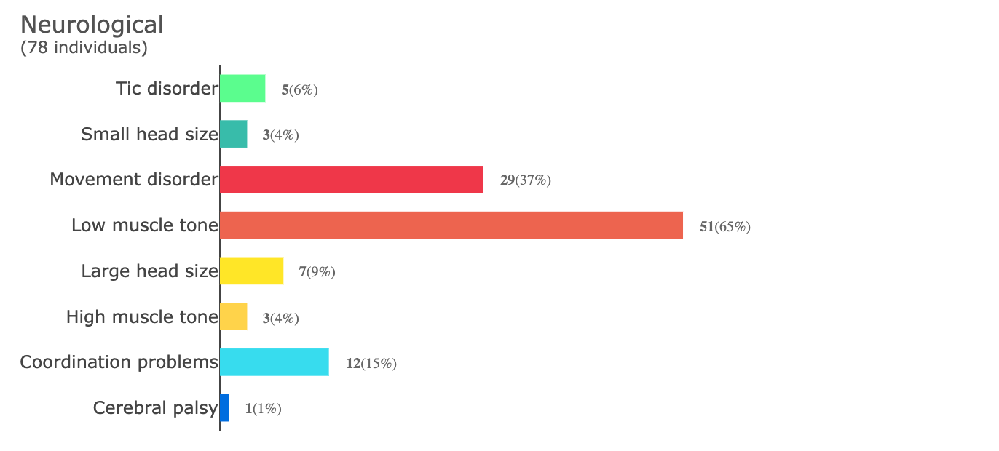 Neurological
(78 individuals)
Tic disorder 5(6%)
Small head size 3(4%)
Movement disorder 29(37%)
Low muscle tone 51(65%)
Large head size 7(9%)
High muscle tone 3(4%)
Coordination problems 12(15%)
Cerebral palsy 1(1%)